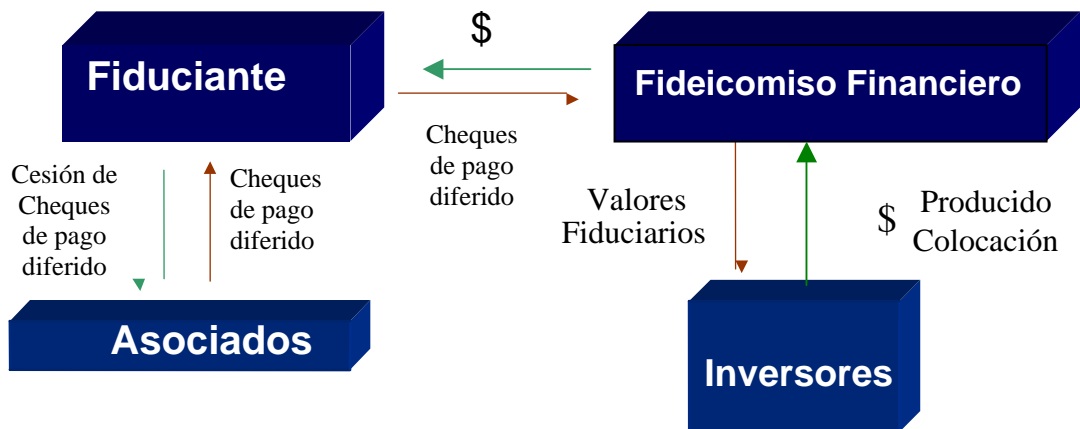 $
Fiduciante
Fideicomiso Financiero
Cheques
de pago
diferido
Cesión de
Cheques
de pago
diferido
Cheques
de pago
diferido
Valores
Fiduciarios
$
Producido
Colocación
Asociados
Inversores